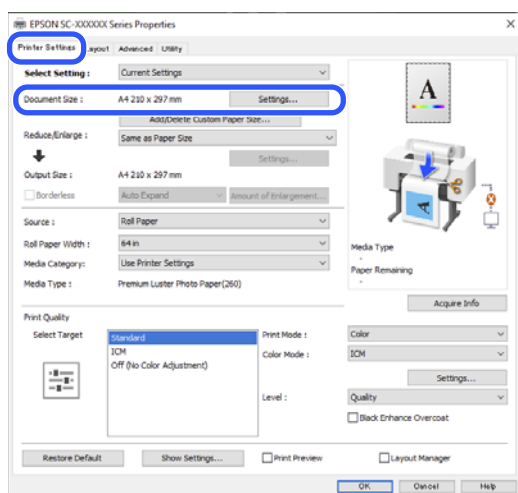 EPSON SC-XXXXXX Series Properties
Printer Settings Layout Advanced Utility
Select Setting : Current Settings
Document Size : A4 210 x 297 mm Settings...
Add/Delete Custom Paper Size...
Reduce/Enlarge : Same as Paper Size
Settings...
Output Size : A4 210 x 297 mm
Borderless Auto Expand Amount of Enlargement...
Source : Roll Paper
Roll Paper Width : 64 in
Media Category: Use Printer Settings
Media Type : Premium Luster Photo Paper(260)
A
Media Type
-
Paper Remaining
-
Acquire Info
Print Quality
Select Target
Standard
ICM
Off (No Color Adjustment)
Print Mode : Color
Color Mode : ICM
Settings...
Level : Quality
Black Enhance Overcoat
Restore Default Show Settings... Print Preview Layout Manager
OK Cancel Help